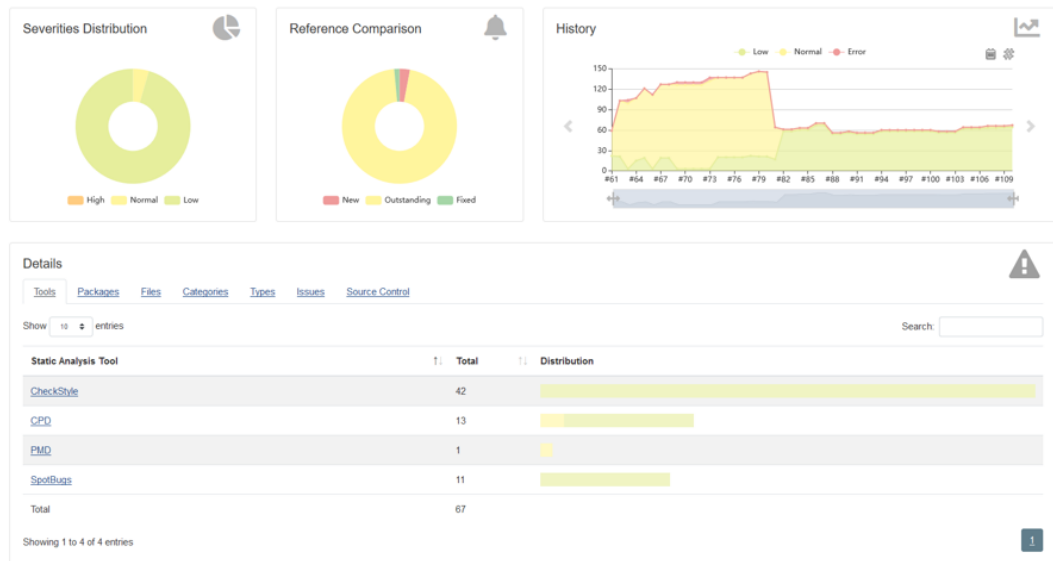 Severities Distribution
High Normal Low
Reference Comparison
New Outstanding Fixed
History
Low Normal Error
150
120
90
60
30
0
#61 #64 #67 #70 #73 #76 #79 #82 #85 #88 #91 #94 #97 #100 #103 #106 #109
Details
Tools Packages Files Categories Types Issues Source Control
Show 10 entries Search:
Static Analysis Tool Total Distribution
CheckStyle 42
CPD 13
PMD 1
SpotBugs 11
Total 67
Showing 1 to 4 of 4 entries 1